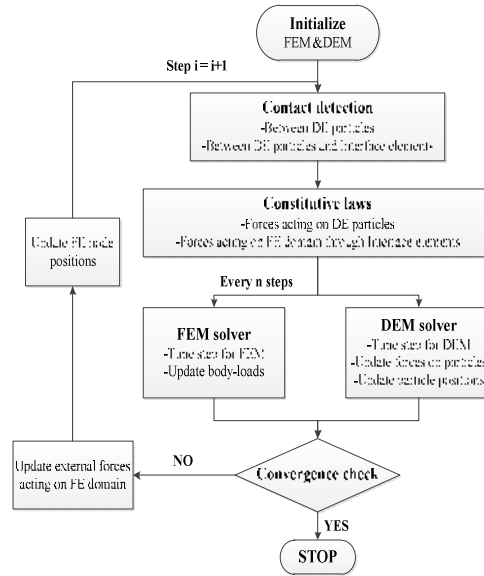 Initialize
FEM&DEM
Step i = i+1
Contact detection
-Between DE particles
-Between DE particles and Interface elements
Constitutive laws
-Forces acting on DE particles
-Forces acting on FE domain through Interface elements
Update FE node
positions
Every n steps
FEM solver
-Time step for FEM
-Update body-loads
DEM solver
-Time step for DEM
-Update forces on particles
-Update particle positions
Update external forces
acting on FE domain
NO
Convergence check
YES
STOP